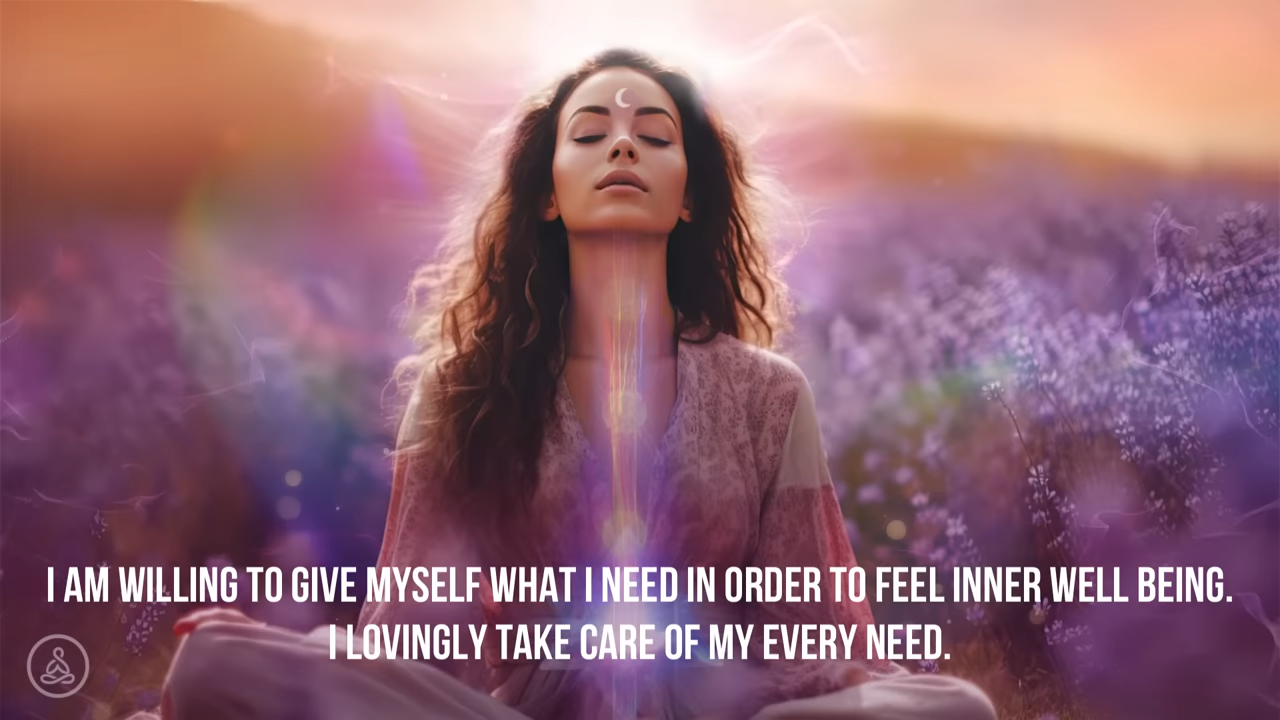 I AM WILLING TO GIVE MYSELF WHAT I NEED IN ORDER TO FEEL INNER WELL BEING.
I LOVINGLY TAKE CARE OF MY EVERY NEED.